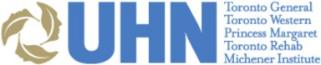 UHN
Toronto General
Toronto Western
Princess Margaret
Toronto Rehab
Michener Institute